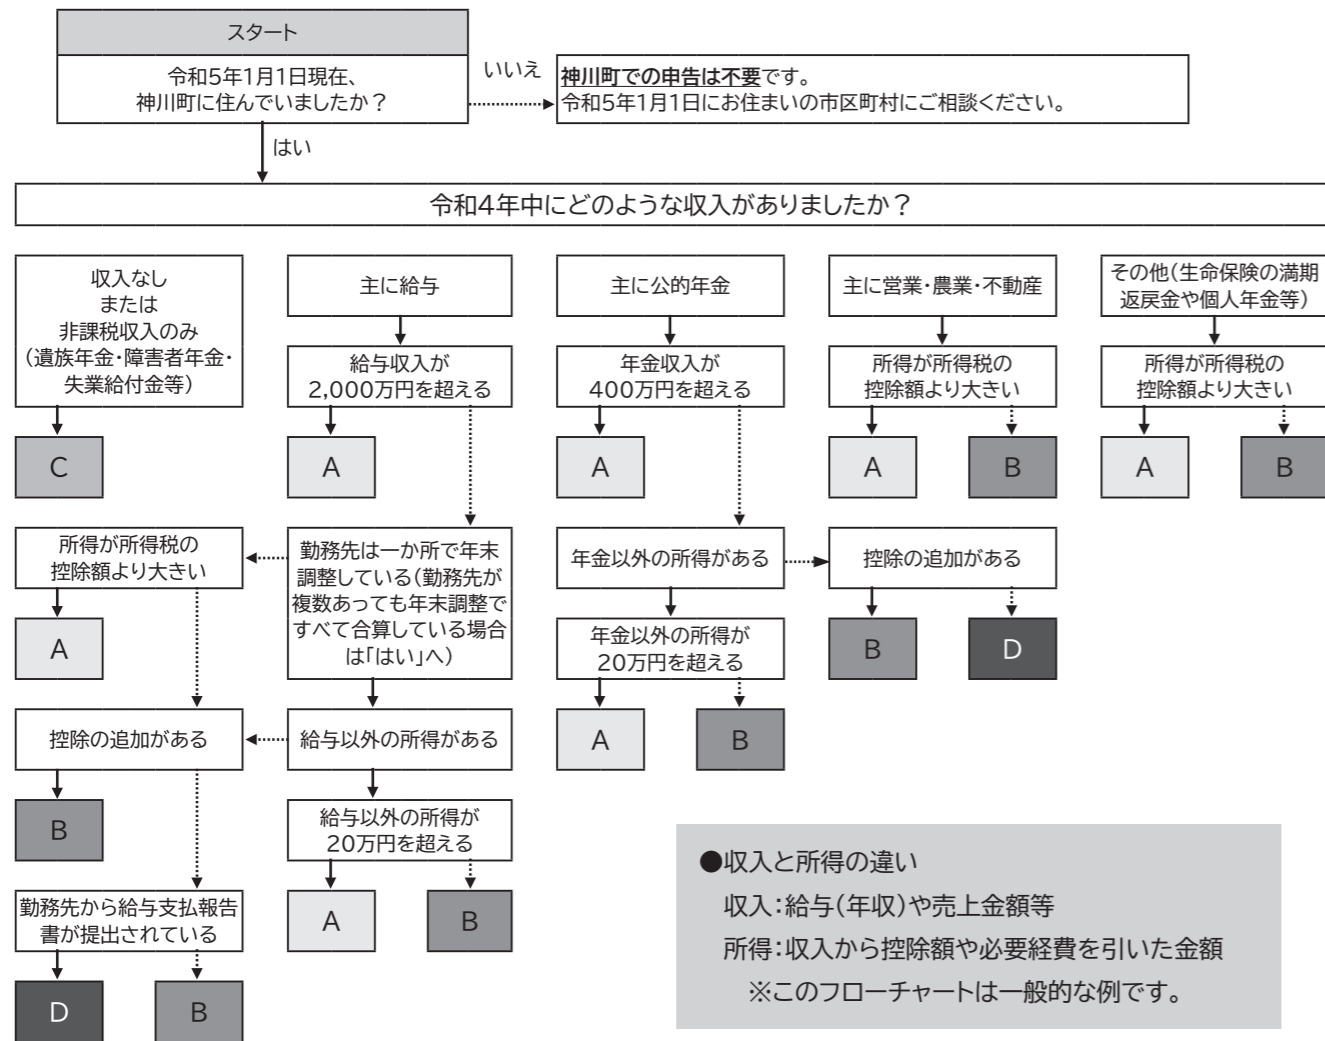 スタート
令和5年1月1日現在、
神川町に住んでいましたか？
いいえ
神川町での申告は不要です。
令和5年1月1日にお住まいの市区町村にご相談ください。
はい
令和4年中にどのような収入がありましたか？
収入なし
または
非課税収入のみ
（遺族年金・障害者年金・
失業給付金等）
C
主に給与
給与収入が
2,000万円を超える
A
主に公的年金
年金収入が
400万円を超える
A
主に営業・農業・不動産
所得が所得税の
控除額より大きい
A
B
その他（生命保険の満期
返戻金や個人年金等）
所得が所得税の
控除額より大きい
A
B
所得が所得税の
控除額より大きい
A
勤務先は一か所で年末
調整している（勤務先が
複数あっても年末調整で
すべて合算している場合
は「はい」へ）
年金以外の所得がある
控除の追加がある
B
D
年金以外の所得が
20万円を超える
A
B
控除の追加がある
B
給与以外の所得がある
給与以外の所得が
20万円を超える
A
B
勤務先から給与支払報告
書が提出されている
D
B
●収入と所得の違い
収入：給与（年収）や売上金額等
所得：収入から控除額や必要経費を引いた金額
※このフローチャートは一般的な例です。